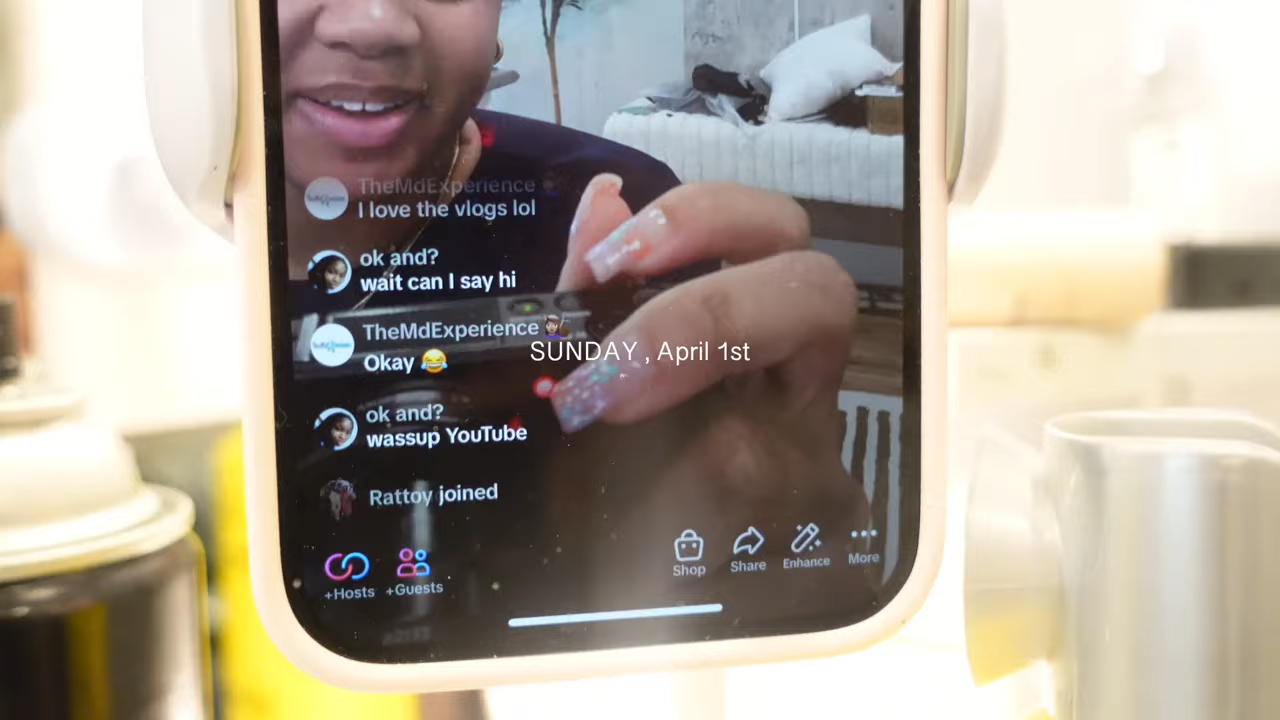 TheMdExperience
I love the vlogs lol
ok and?
wait can I say hi
TheMdExperience 💁🏽‍♀️
Okay 😂
SUNDAY , April 1st
ok and?
wassup YouTube
Rattoy joined
+Hosts
+Guests
Shop
Share
Enhance
More